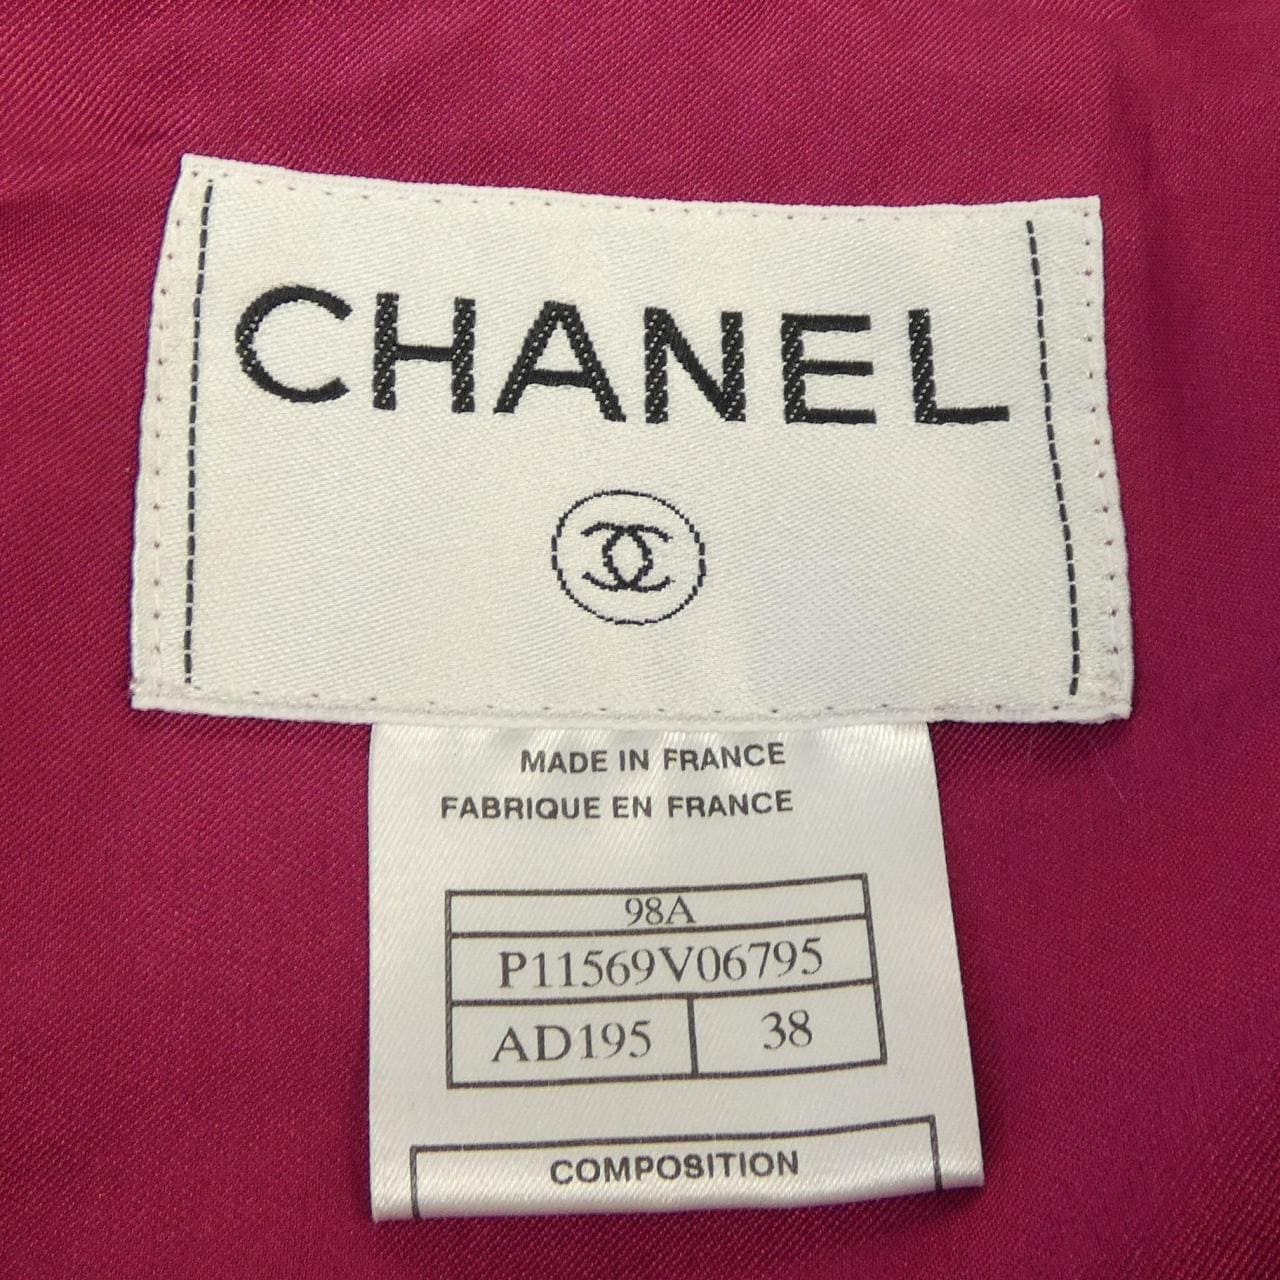 CHANEL
MADE IN FRANCE
FABRIQUE EN FRANCE
98A
P11569V06795
AD195 38
COMPOSITION